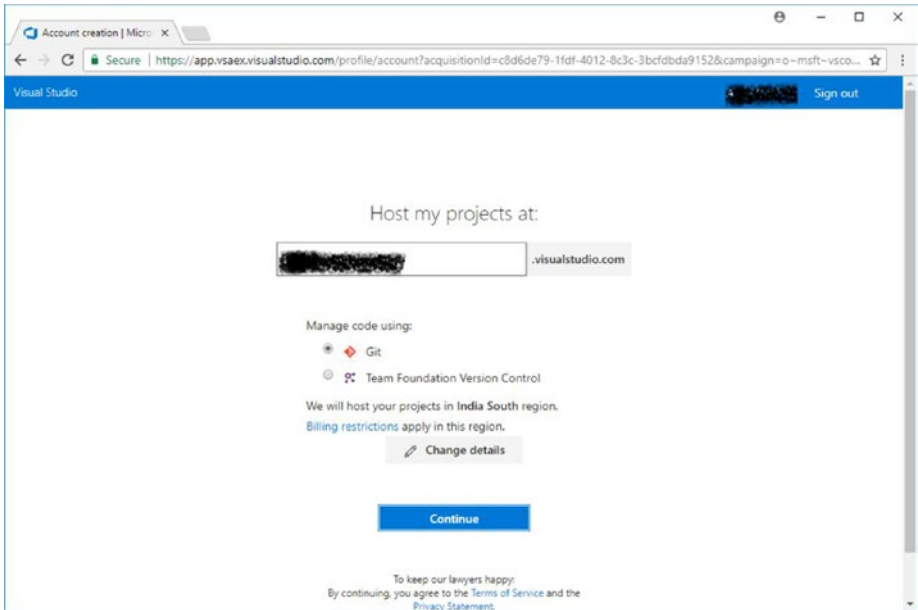 Account creation | Micro
Secure | https://app.vsaex.visualstudio.com/profile/account?acquisitionId=c8d6de79-1fdf-4012-8c3c-3bcfdbda9152&campaign=o~msft~vsco...
Visual Studio
Sign out
Host my projects at:
.visualstudio.com
Manage code using:
Git
Team Foundation Version Control
We will host your projects in India South region.
Billing restrictions apply in this region.
Change details
Continue
To keep our lawyers happy:
By continuing, you agree to the Terms of Service and the
Privacy Statement.